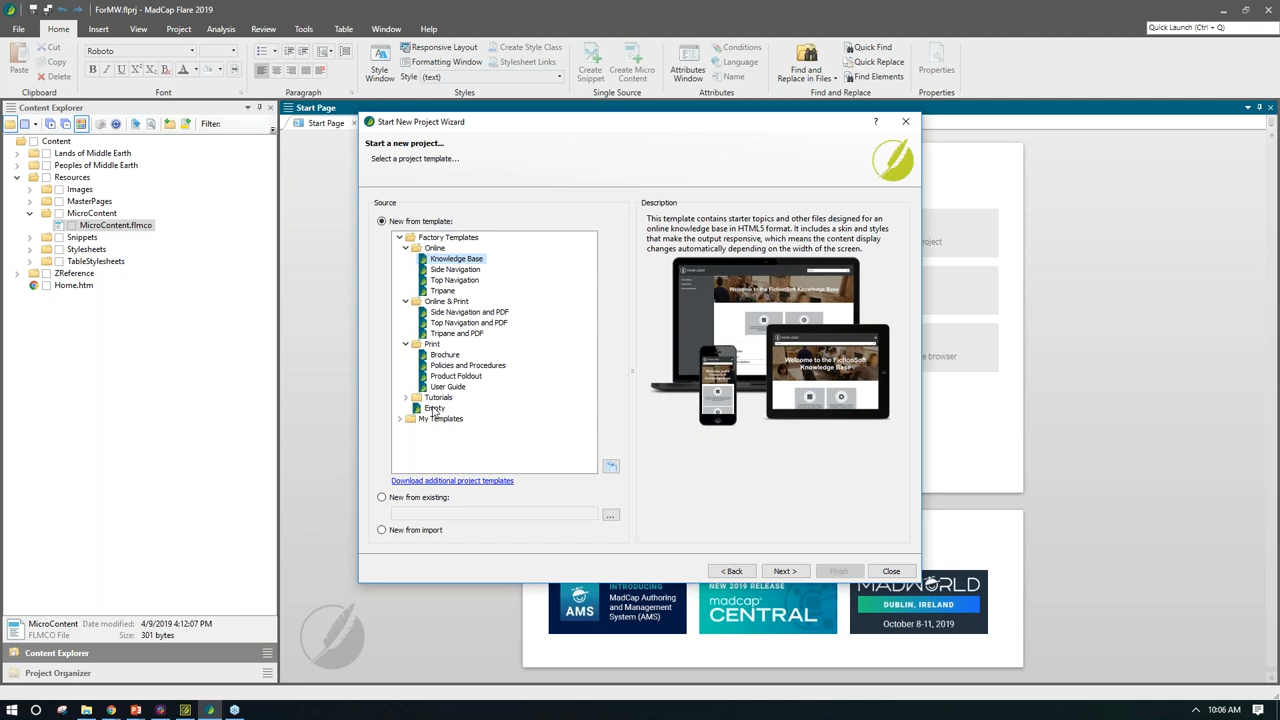 ForMW.flprj - MadCap Flare 2019
File Home Insert View Project Analysis Review Tools Table Window Help
Quick Launch (Ctrl + Q)
Paste
Cut
Copy
Delete
Clipboard
Roboto
Font
Paragraph
Style Window
Responsive Layout
Formatting Window
Style (text)
Create Style Class
Stylesheet Links
Styles
Create Snippet
Create Micro Content
Single Source
Attributes Window
Conditions
Language
Name
Attributes
Find and Replace in Files
Quick Find
Quick Replace
Find Elements
Find and Replace
Properties
Properties
Content Explorer
Filter:
Content
Lands of Middle Earth
Peoples of Middle Earth
Resources
Images
MasterPages
MicroContent
MicroContent.flmco
Snippets
Stylesheets
TableStylesheets
ZReference
Home.htm
MicroContent Date modified: 4/9/2019 4:12:07 PM
FLMCO File Size: 301 bytes
Content Explorer
Project Organizer
Start Page
Start Page
Start New Project Wizard
Start a new project...
Select a project template...
Source
New from template:
Factory Templates
Online
Knowledge Base
Side Navigation
Top Navigation
Tripane
Online & Print
Side Navigation and PDF
Top Navigation and PDF
Tripane and PDF
Print
Brochure
Policies and Procedures
Product Foldout
User Guide
Tutorials
Empty
My Templates
Download additional project templates
New from existing:
...
New from import
Description
This template contains starter topics and other files designed for an
online knowledge base in HTML5 format. It includes a skin and styles
that make the output responsive, which means the content display
changes automatically depending on the width of the screen.
Welcome to the FictionSoft Knowledge Base
Welcome to the FictionSoft
Knowledge Base
< Back
Next >
Finish
Close
oject
e browser
INTRODUCING
AMS
MadCap Authoring
and Management
System (AMS)
NEW 2019 RELEASE
madcap
CENTRAL
MADWORLD
DUBLIN, IRELAND
October 8-11, 2019
10:06 AM